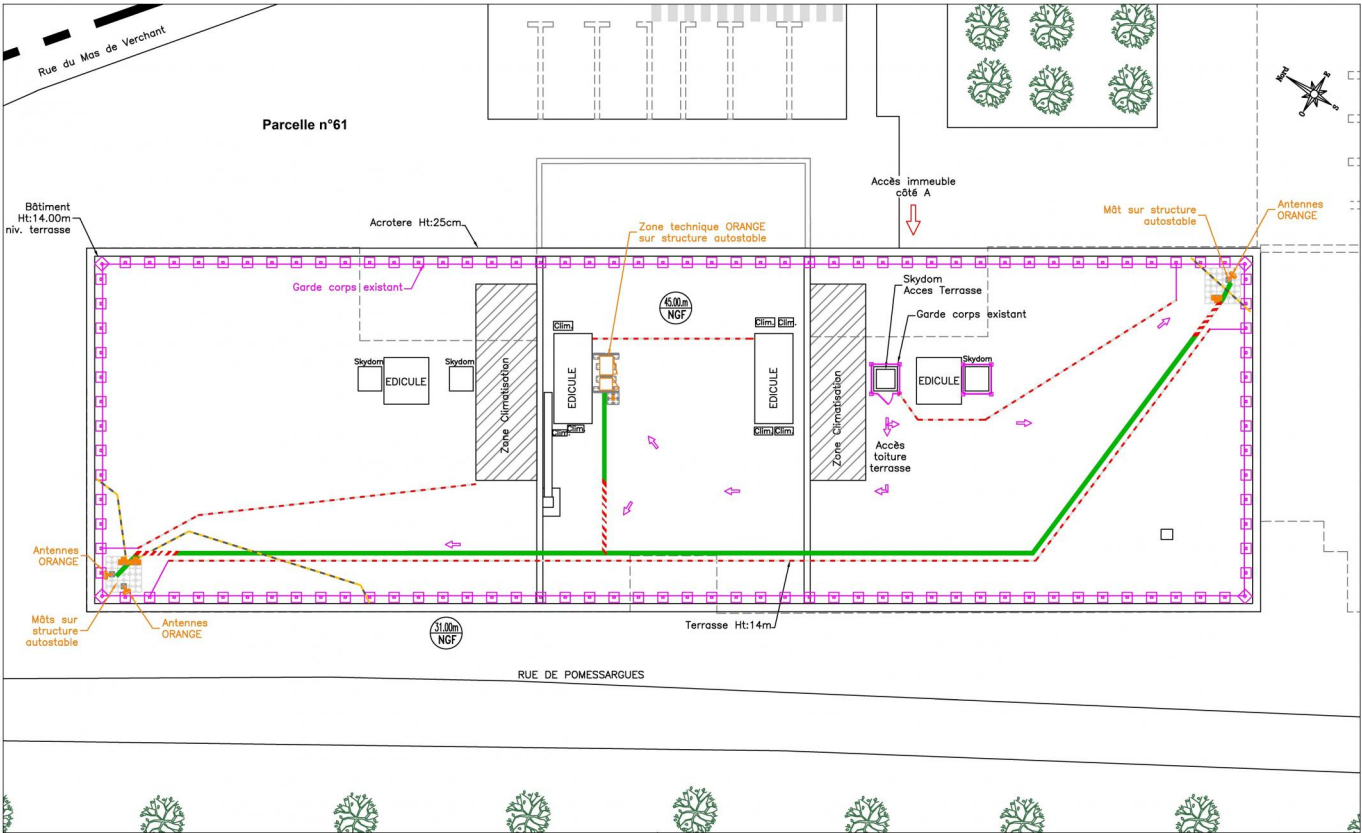 Rue du Mas de Verchant
Nord
E
S
O
Parcelle n°61
Accès immeuble
côté A
Bâtiment
Ht:14.00m
niv. terrasse
Acrotere Ht:25cm
Zone technique ORANGE
sur structure autostable
Mât sur structure
autostable
Antennes
ORANGE
Garde corps existant
45.00.m
NGF
Skydom
Acces Terrasse
Garde corps existant
Clim.
Clim.
Clim.
Skydom
EDICULE
Skydom
Zone Climatisation
EDICULE
EDICULE
Zone Climatisation
EDICULE
Skydom
Clim.
Clim.
Clim.
Clim.
Accès
toiture
terrasse
Antennes
ORANGE
Mâts sur
structure
autostable
Antennes
ORANGE
31.00m
NGF
Terrasse Ht:14m
RUE DE POMESSARGUES